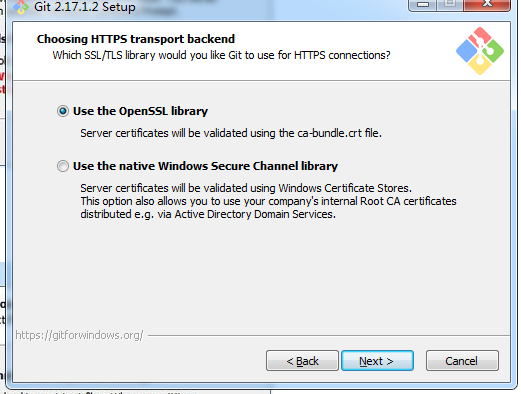 Git 2.17.1.2 Setup
Choosing HTTPS transport backend
Which SSL/TLS library would you like Git to use for HTTPS connections?
Use the OpenSSL library
Server certificates will be validated using the ca-bundle.crt file.
Use the native Windows Secure Channel library
Server certificates will be validated using Windows Certificate Stores.
This option also allows you to use your company's internal Root CA certificates
distributed e.g. via Active Directory Domain Services.
https://gitforwindows.org/
< Back
Next >
Cancel